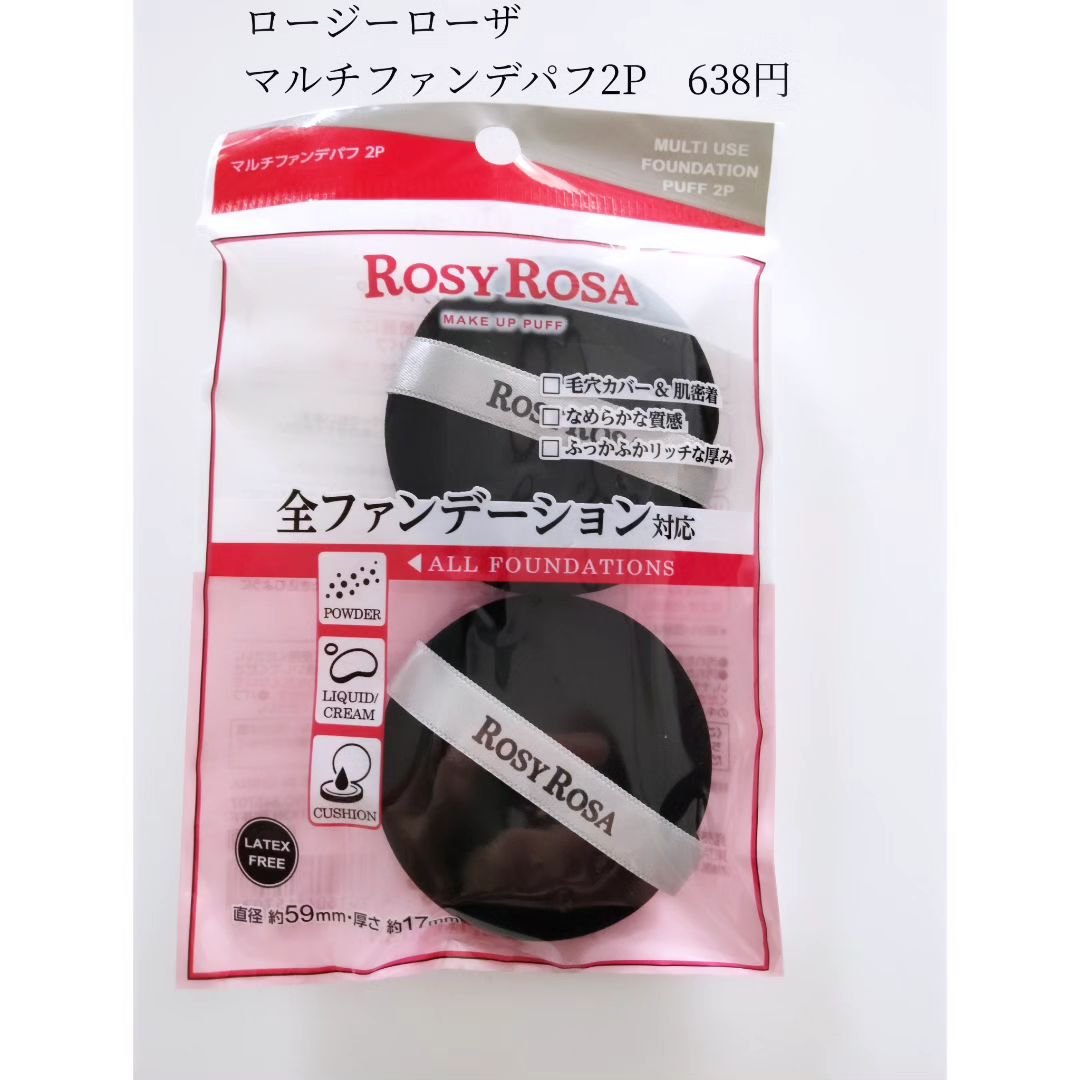 ロージーローザ
マルチファンデパフ2P　638円
マルチファンデパフ 2P
MULTI USE
FOUNDATION
PUFF 2P
ROSY ROSA
MAKE UP PUFF
□ 毛穴カバー & 肌密着
□ なめらかな質感
□ ふっかふかリッチな厚み
全ファンデーション対応
◀ALL FOUNDATIONS
POWDER
LIQUID/
CREAM
CUSHION
ROSY ROSA
LATEX
FREE
直径 約59mm・厚さ 約17mm